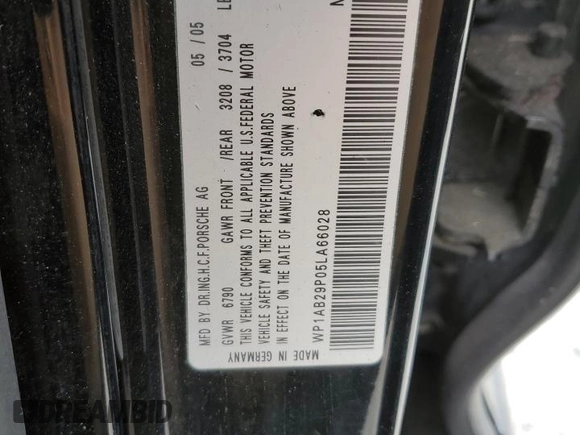 MFD BY DR.ING.H.C.F.PORSCHE AG 05/05
GVWR 6790 GAWR FRONT /REAR 3208 / 3704
THIS VEHICLE CONFORMS TO ALL APPLICABLE U.S.FEDERAL MOTOR
VEHICLE SAFETY AND THEFT PREVENTION STANDARDS
IN EFFECT ON THE DATE OF MANUFACTURE SHOWN ABOVE
MADE IN GERMANY WP1AB29P05LA66028
DREAMBID